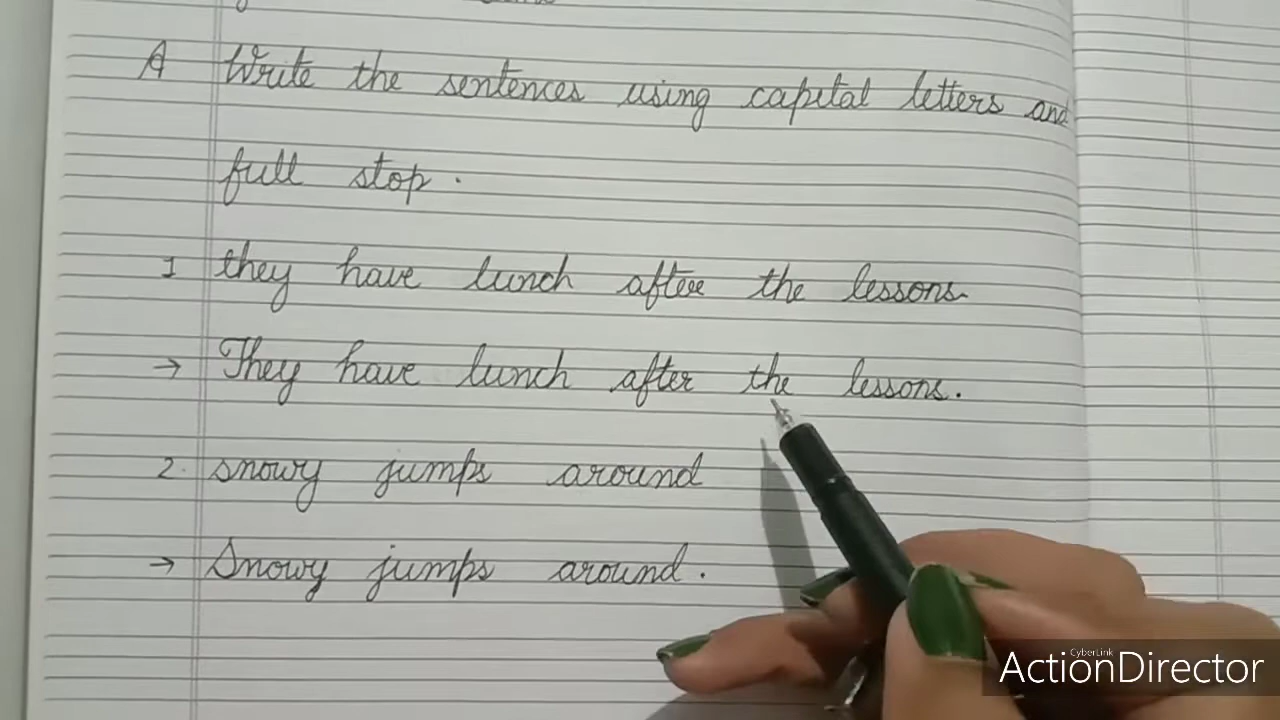 A Write the sentences using capital letters and
full stop.
1 they have lunch after the lessons
→ They have lunch after the lessons.
2. snowy jumps around
→ Snowy jumps around.
CyberLink
ActionDirector